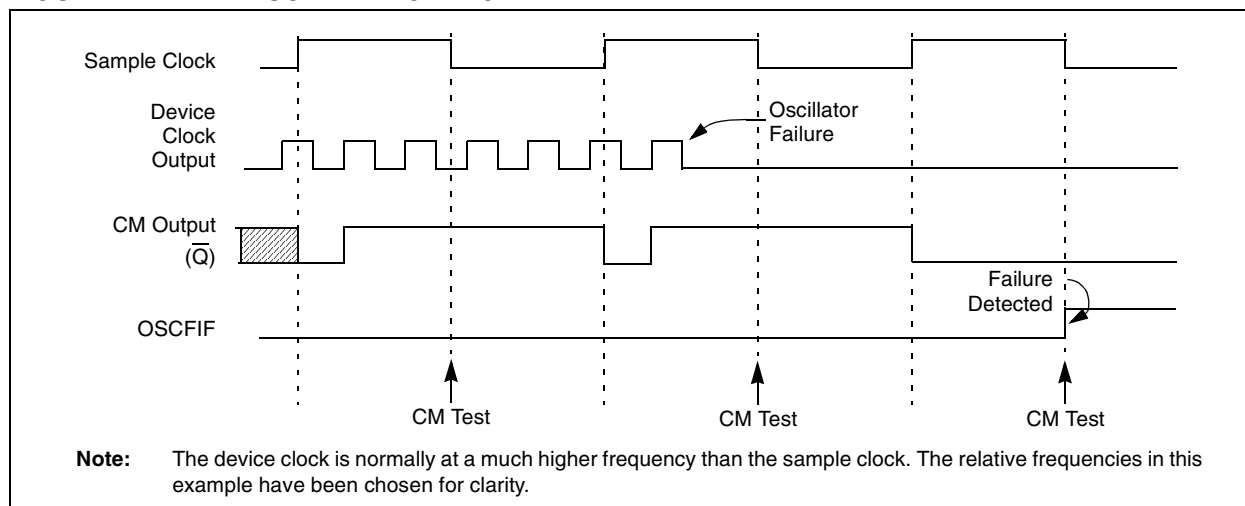 Sample Clock
Device
Clock
Output
Oscillator
Failure
CM Output
(Q)
Failure
Detected
OSCFIF
CM Test
CM Test
CM Test
Note: The device clock is normally at a much higher frequency than the sample clock. The relative frequencies in this
example have been chosen for clarity.